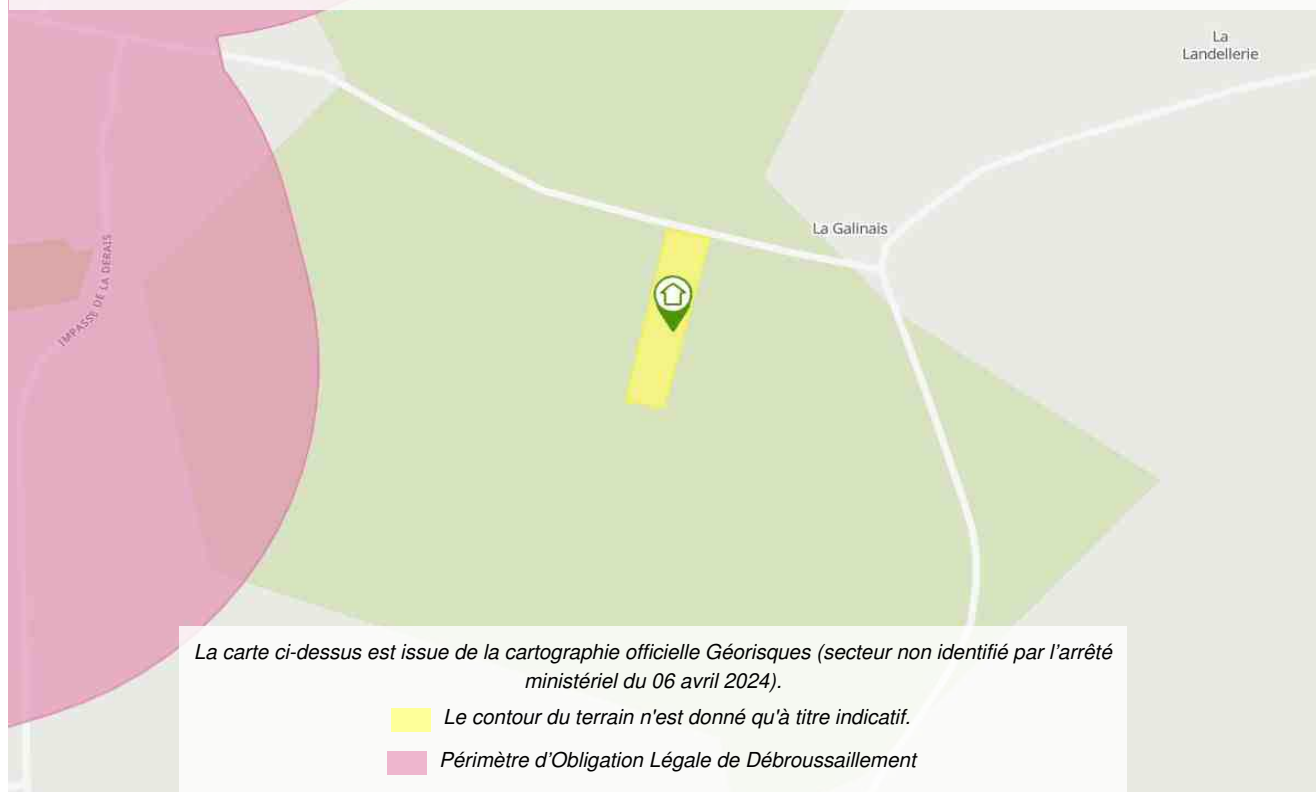 La
Landellerie
La Galinais
IMPASSE DE LA DERAIS
La carte ci-dessus est issue de la cartographie officielle Géorisques (secteur non identifié par l'arrêté
ministériel du 06 avril 2024).
Le contour du terrain n'est donné qu'à titre indicatif.
Périmètre d'Obligation Légale de Débroussaillement